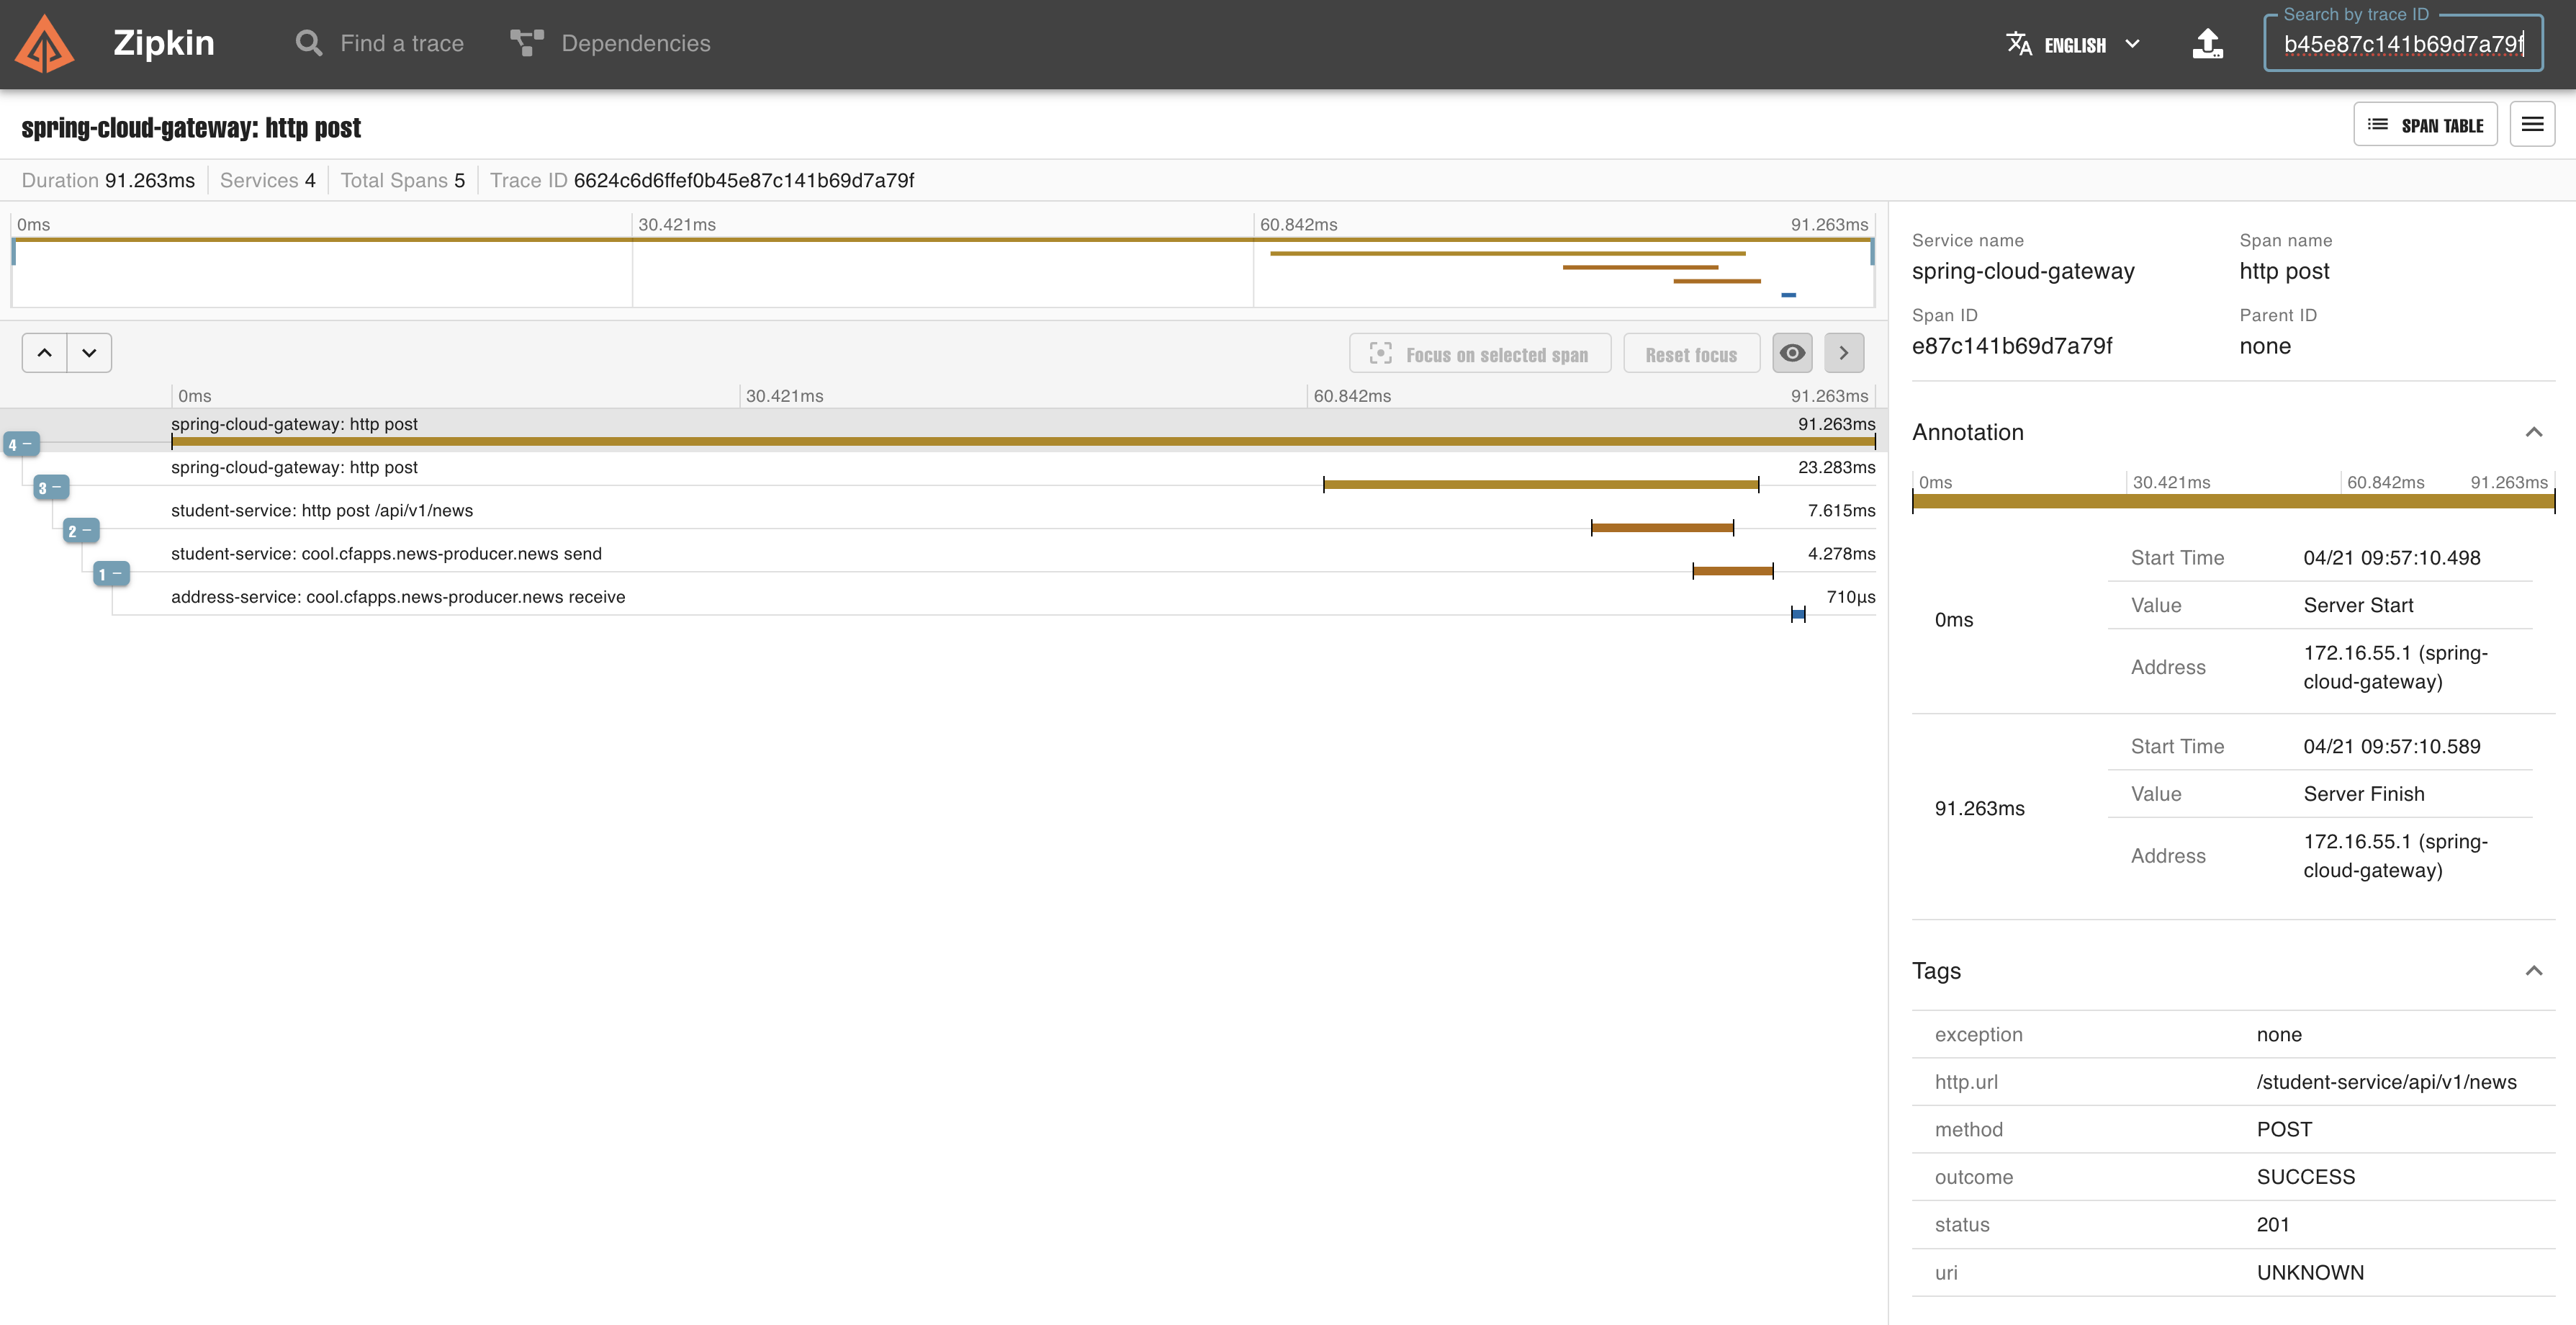 Zipkin
Find a trace
Dependencies
ENGLISH
Search by trace ID
b45e87c141b69d7a79f
spring-cloud-gateway: http post
SPAN TABLE
Duration 91.263ms
Services 4
Total Spans 5
Trace ID 6624c6d6ffef0b45e87c141b69d7a79f
0ms 30.421ms 60.842ms 91.263ms
Focus on selected span
Reset focus
0ms 30.421ms 60.842ms 91.263ms
4
spring-cloud-gateway: http post 91.263ms
3
spring-cloud-gateway: http post 23.283ms
2
student-service: http post /api/v1/news 7.615ms
1
student-service: cool.cfapps.news-producer.news send 4.278ms
address-service: cool.cfapps.news-producer.news receive 710μs
Service name
spring-cloud-gateway
Span name
http post
Span ID
e87c141b69d7a79f
Parent ID
none
Annotation
0ms 30.421ms 60.842ms 91.263ms
0ms
Start Time 04/21 09:57:10.498
Value Server Start
Address 172.16.55.1 (spring-
cloud-gateway)
91.263ms
Start Time 04/21 09:57:10.589
Value Server Finish
Address 172.16.55.1 (spring-
cloud-gateway)
Tags
exception none
http.url /student-service/api/v1/news
method POST
outcome SUCCESS
status 201
uri UNKNOWN